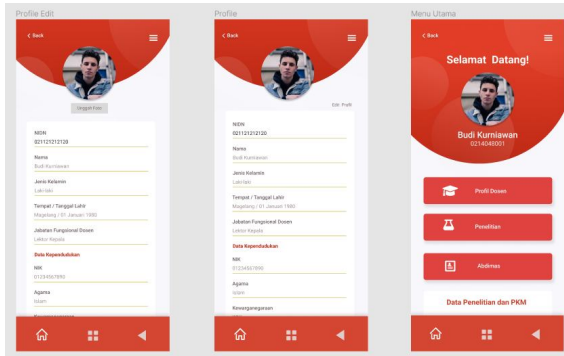 Profile Edit
< Back
Unggah Foto
NIDN
021121212120
Nama
Budi Kurniawan
Jenis Kelamin
Laki-laki
Tempat / Tanggal Lahir
Magelang / 01 Januari 1980
Jabatan Fungsional Dosen
Lektor Kepala
Data Kependudukan
NIK
01234567890
Agama
Islam
Kewarganegaraan
Profile
< Back
Edit Profil
NIDN
021121212120
Nama
Budi Kurniawan
Jenis Kelamin
Laki-laki
Tempat / Tanggal Lahir
Magelang / 01 Januari 1980
Jabatan Fungsional Dosen
Lektor Kepala
Data Kependudukan
NIK
01234567890
Agama
Islam
Kewarganegaraan
Menu Utama
< Back
Selamat Datang!
Budi Kurniawan
0214049001
Profil Dosen
Penelitian
Abdimas
Data Penelitian dan PKM